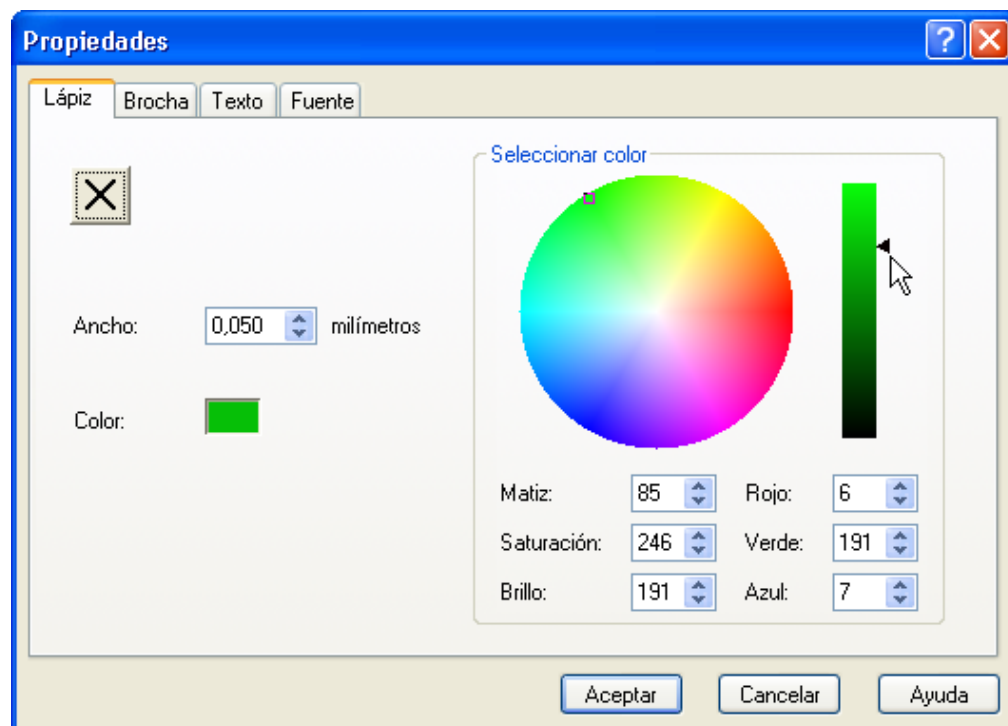 Propiedades
Lápiz Brocha Texto Fuente
Seleccionar color
Ancho: 0,050 milímetros
Color:
Matiz: 85 Rojo: 6
Saturación: 246 Verde: 191
Brillo: 191 Azul: 7
Aceptar Cancelar Ayuda